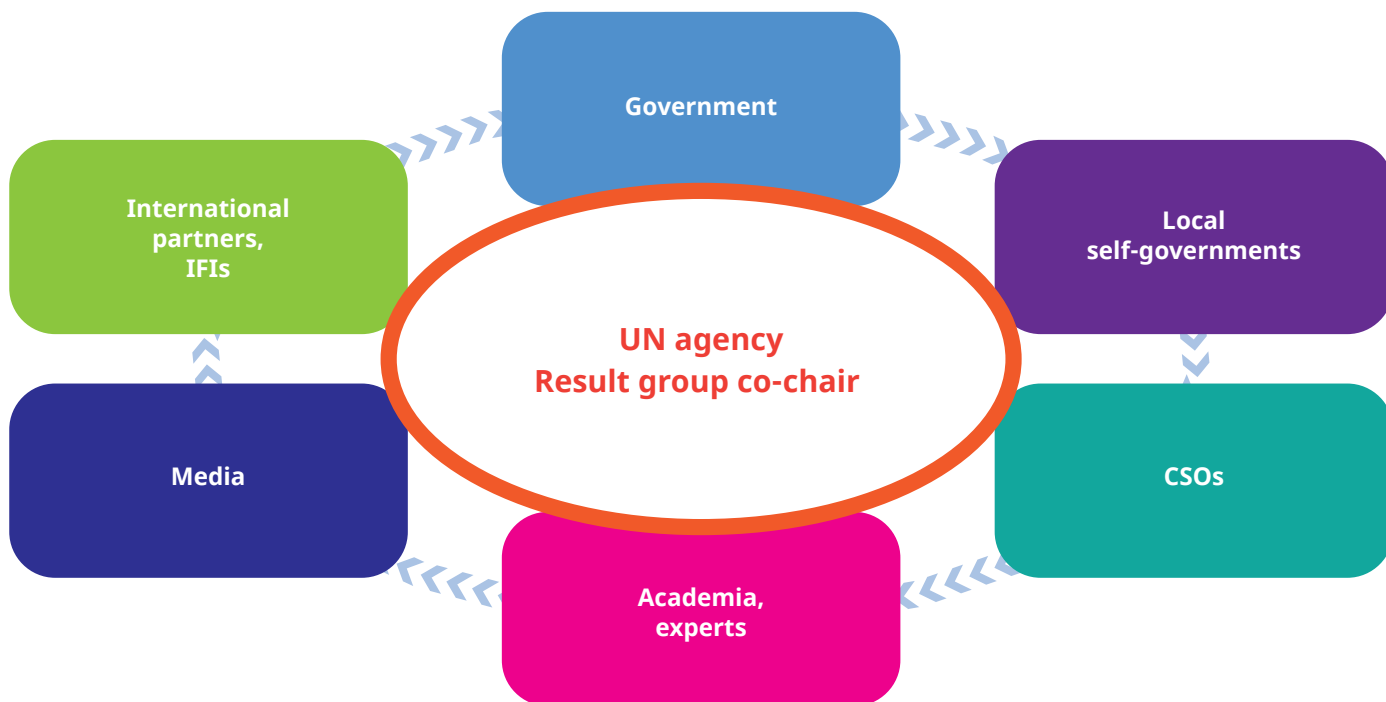 Government
International
partners,
IFIs
Local
self-governments
UN agency
Result group co-chair
Media
CSOs
Academia,
experts